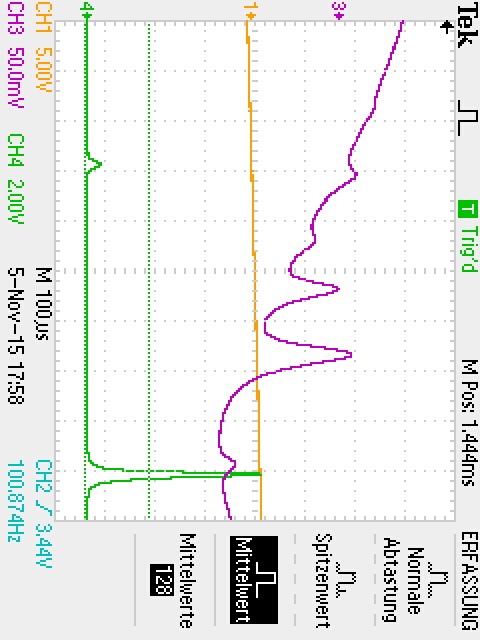 Tek T Trig'd M Pos: 1.444ms ERFASSUNG
Normale
Abtastung
Spitzenwert
Mittelwert
Mittelwerte
128
3
1
4
CH1 5.00V M 100µs CH2 3.44V
CH3 50.0mV CH4 2.00V 5-Nov-15 17:58 100.874Hz